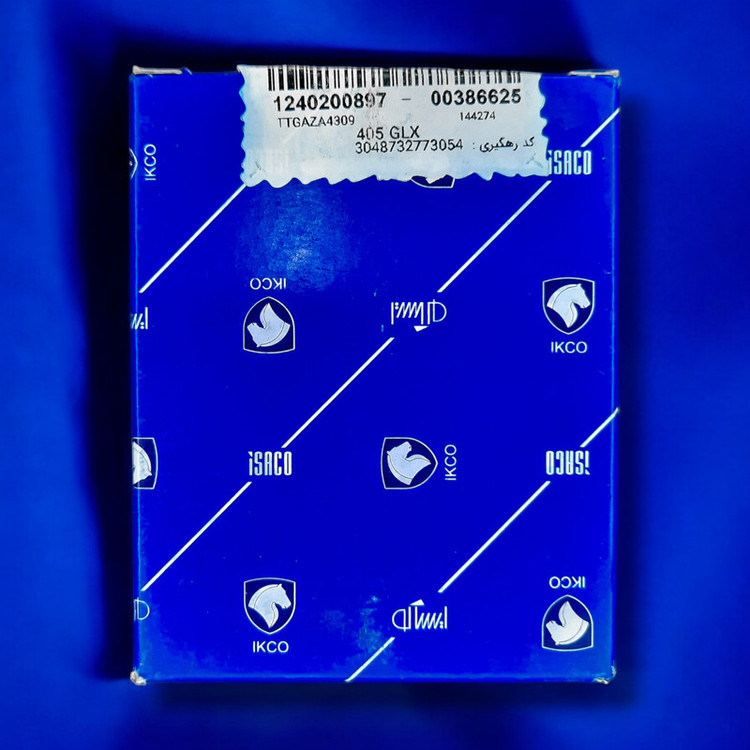 1240200897 - 00386625
TTGAZA4309 144274
405 GLX
کد رهگیری : 3048732773054
IKCO
iSACO
IKCO
ایساکو
IKCO
iSACO
IKCO
iSACO
IKCO
IKCO
ایساکو